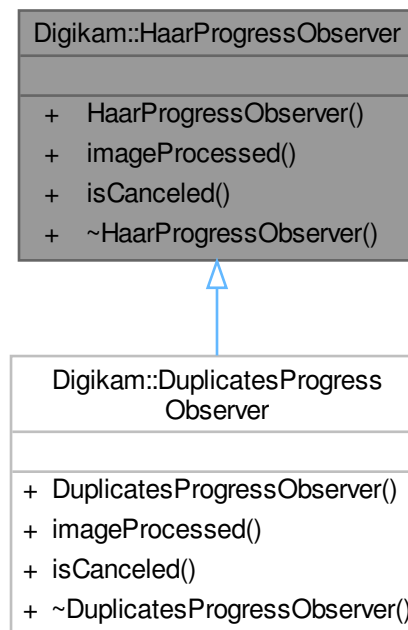 Digikam::HaarProgressObserver
+ HaarProgressObserver()
+ imageProcessed()
+ isCanceled()
+ ~HaarProgressObserver()
Digikam::DuplicatesProgress
Observer
+ DuplicatesProgressObserver()
+ imageProcessed()
+ isCanceled()
+ ~DuplicatesProgressObserver()